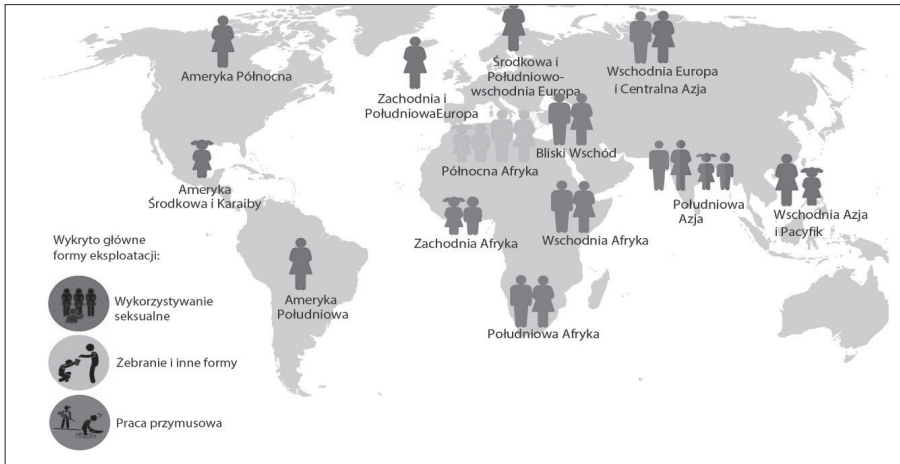 Ameryka Północna
Zachodnia i
PołudniowaEuropa
Środkowa i
Południowo-
wschodnia Europa
Wschodnia Europa
i Centralna Azja
Ameryka
Środkowa i Karaiby
Północna Afryka
Bliski Wschód
Południowa
Azja
Wschodnia Azja
i Pacyfik
Zachodnia Afryka
Wschodnia Afryka
Ameryka
Południowa
Południowa Afryka
Wykryto główne
formy eksploatacji:
Wykorzystywanie
seksualne
Żebranie i inne formy
Praca przymusowa